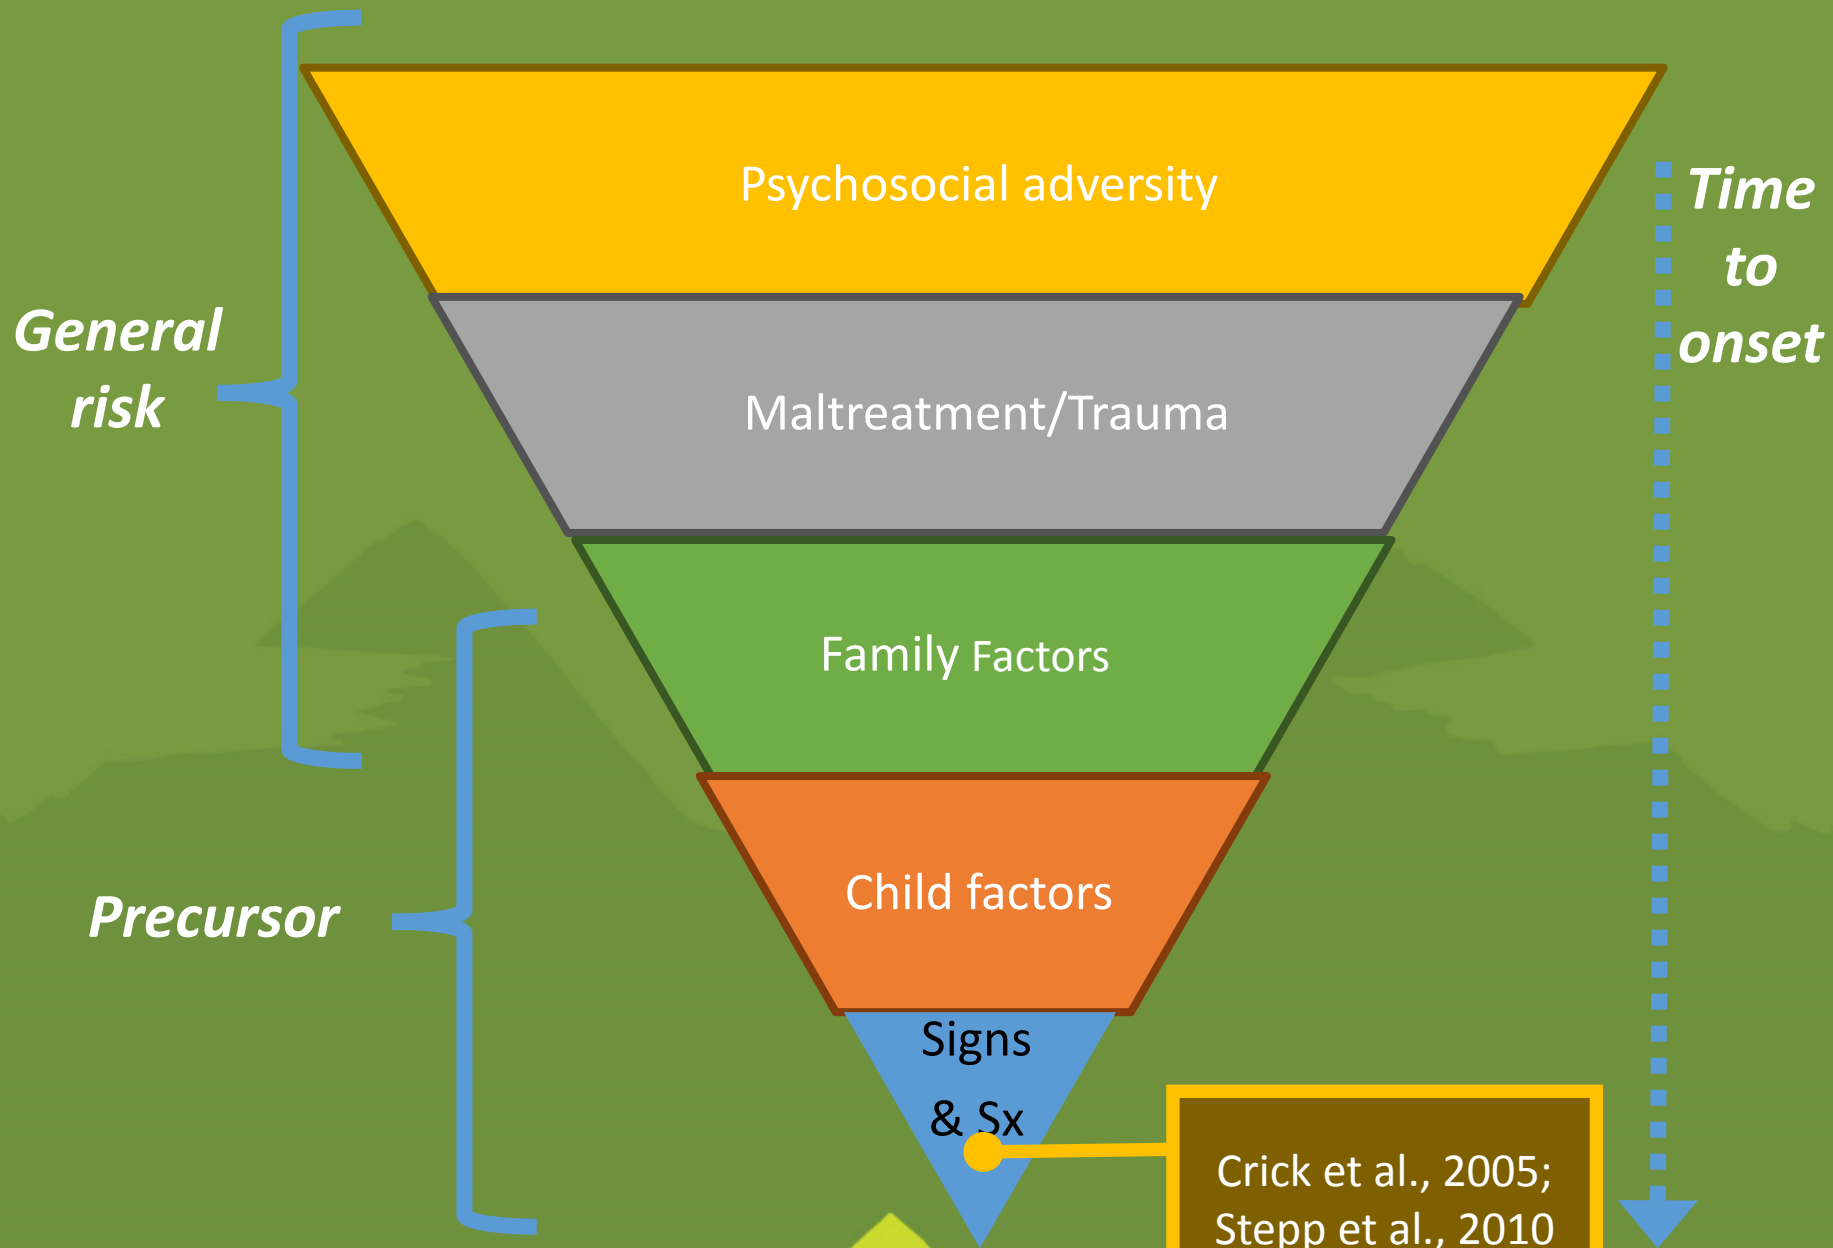 Psychosocial adversity
Time
to
onset
General
risk
Maltreatment/Trauma
Family Factors
Child factors
Precursor
Signs
& Sx
Crick et al., 2005;
Stepp et al., 2010